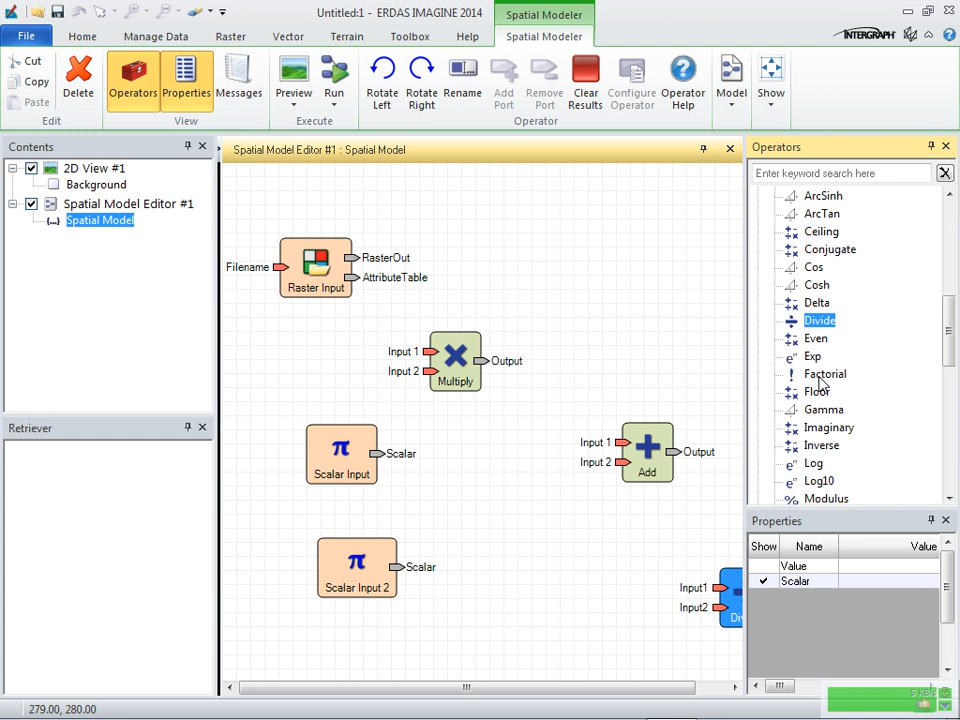 Untitled:1 - ERDAS IMAGINE 2014
Spatial Modeler
File
Home
Manage Data
Raster
Vector
Terrain
Toolbox
Help
Spatial Modeler
INTERGRAPH
Cut
Copy
Paste
Delete
Operators
Properties
Messages
Preview
Run
Rotate Left
Rotate Right
Rename
Add Port
Remove Port
Clear Results
Configure Operator
Operator Help
Model
Show
Edit
View
Execute
Operator
Contents
2D View #1
Background
Spatial Model Editor #1
Spatial Model
Retriever
Spatial Model Editor #1 : Spatial Model
Filename
RasterOut
AttributeTable
Raster Input
Input 1
Input 2
Output
Multiply
Scalar
Scalar Input
Input 1
Input 2
Output
Add
Scalar
Scalar Input 2
Input1
Input2
Operators
Enter keyword search here
ArcSinh
ArcTan
Ceiling
Conjugate
Cos
Cosh
Delta
Divide
Even
Exp
Factorial
Floor
Gamma
Imaginary
Inverse
Log
Log10
Modulus
Properties
Show
Name
Value
Value
Scalar
279.00, 280.00